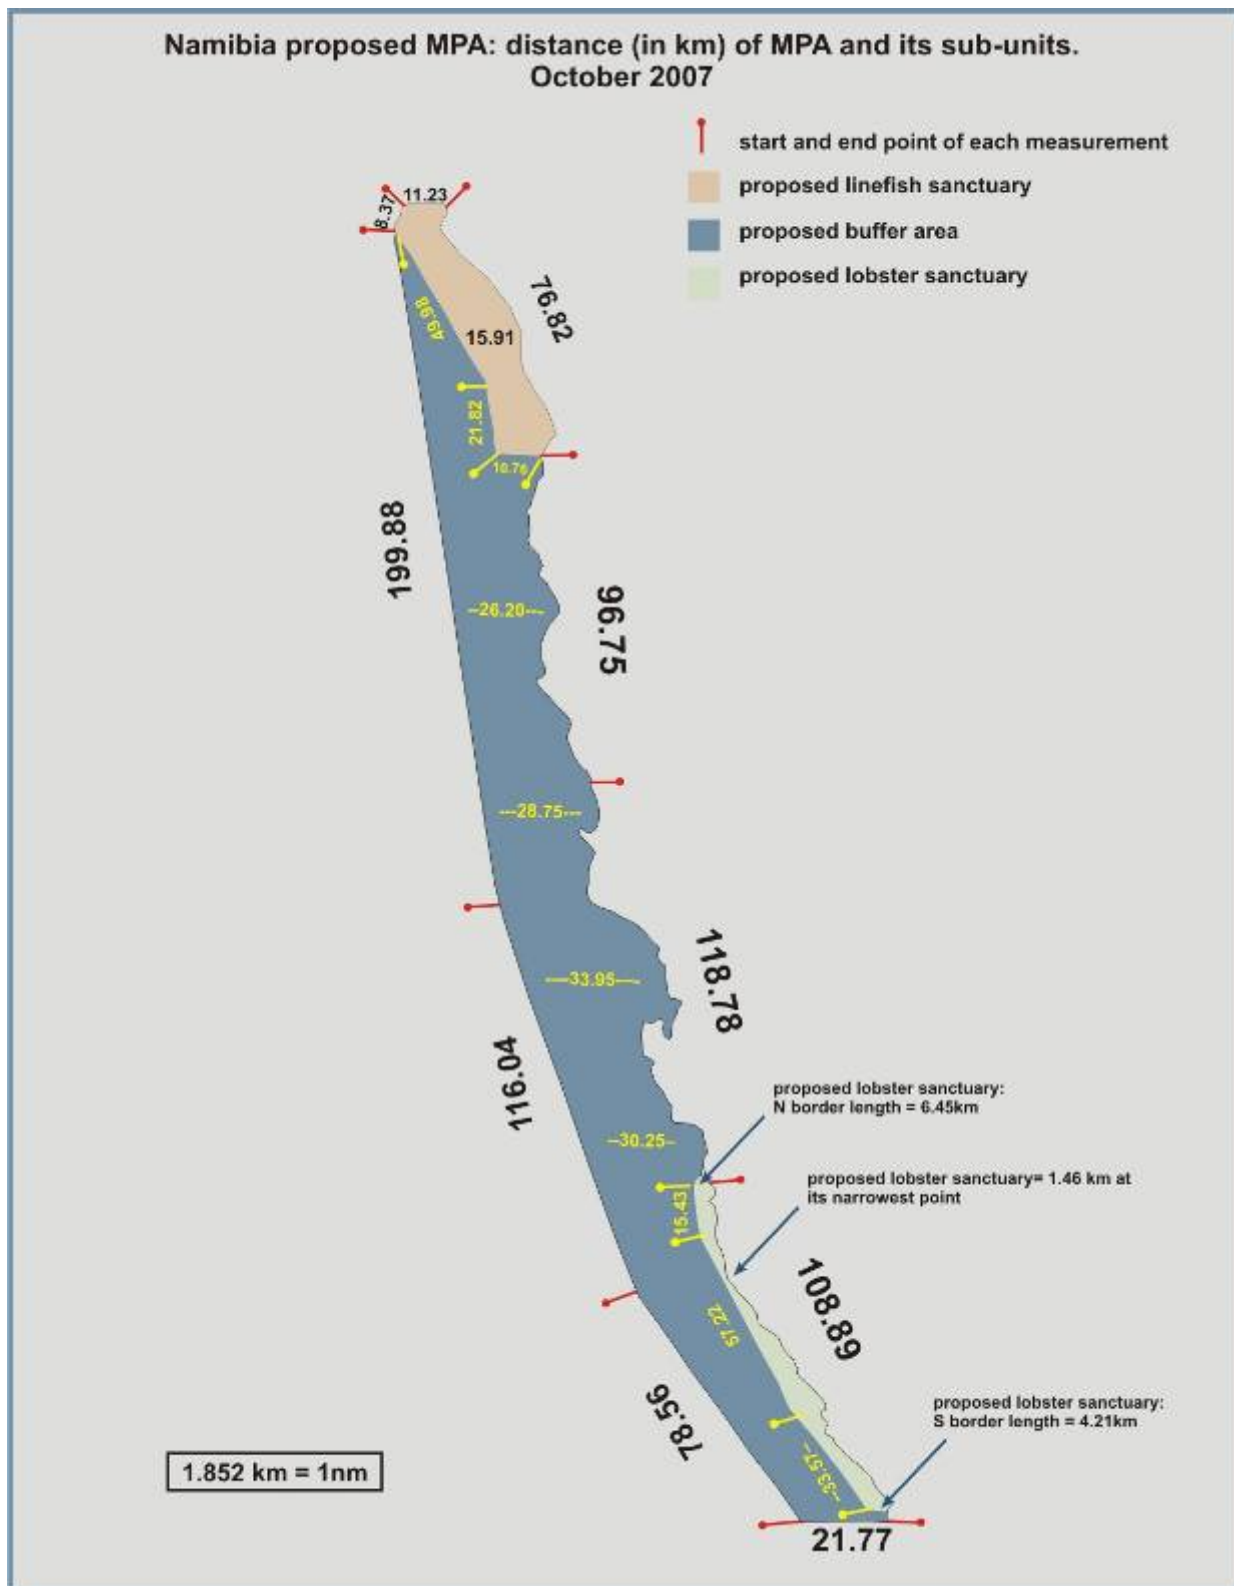 Namibia proposed MPA: distance (in km) of MPA and its sub-units.
October 2007
start and end point of each measurement
proposed linefish sanctuary
proposed buffer area
proposed lobster sanctuary
11.23
8.37
76.82
49.98
15.91
21.82
10.76
199.88
--26.20---
96.75
---28.75---
118.78
----33.95----
116.04
proposed lobster sanctuary:
N border length = 6.45km
--30.25--
proposed lobster sanctuary= 1.46 km at
its narrowest point
15.43
108.89
57.22
78.56
proposed lobster sanctuary:
S border length = 4.21km
--33.57--
1.852 km = 1nm
21.77